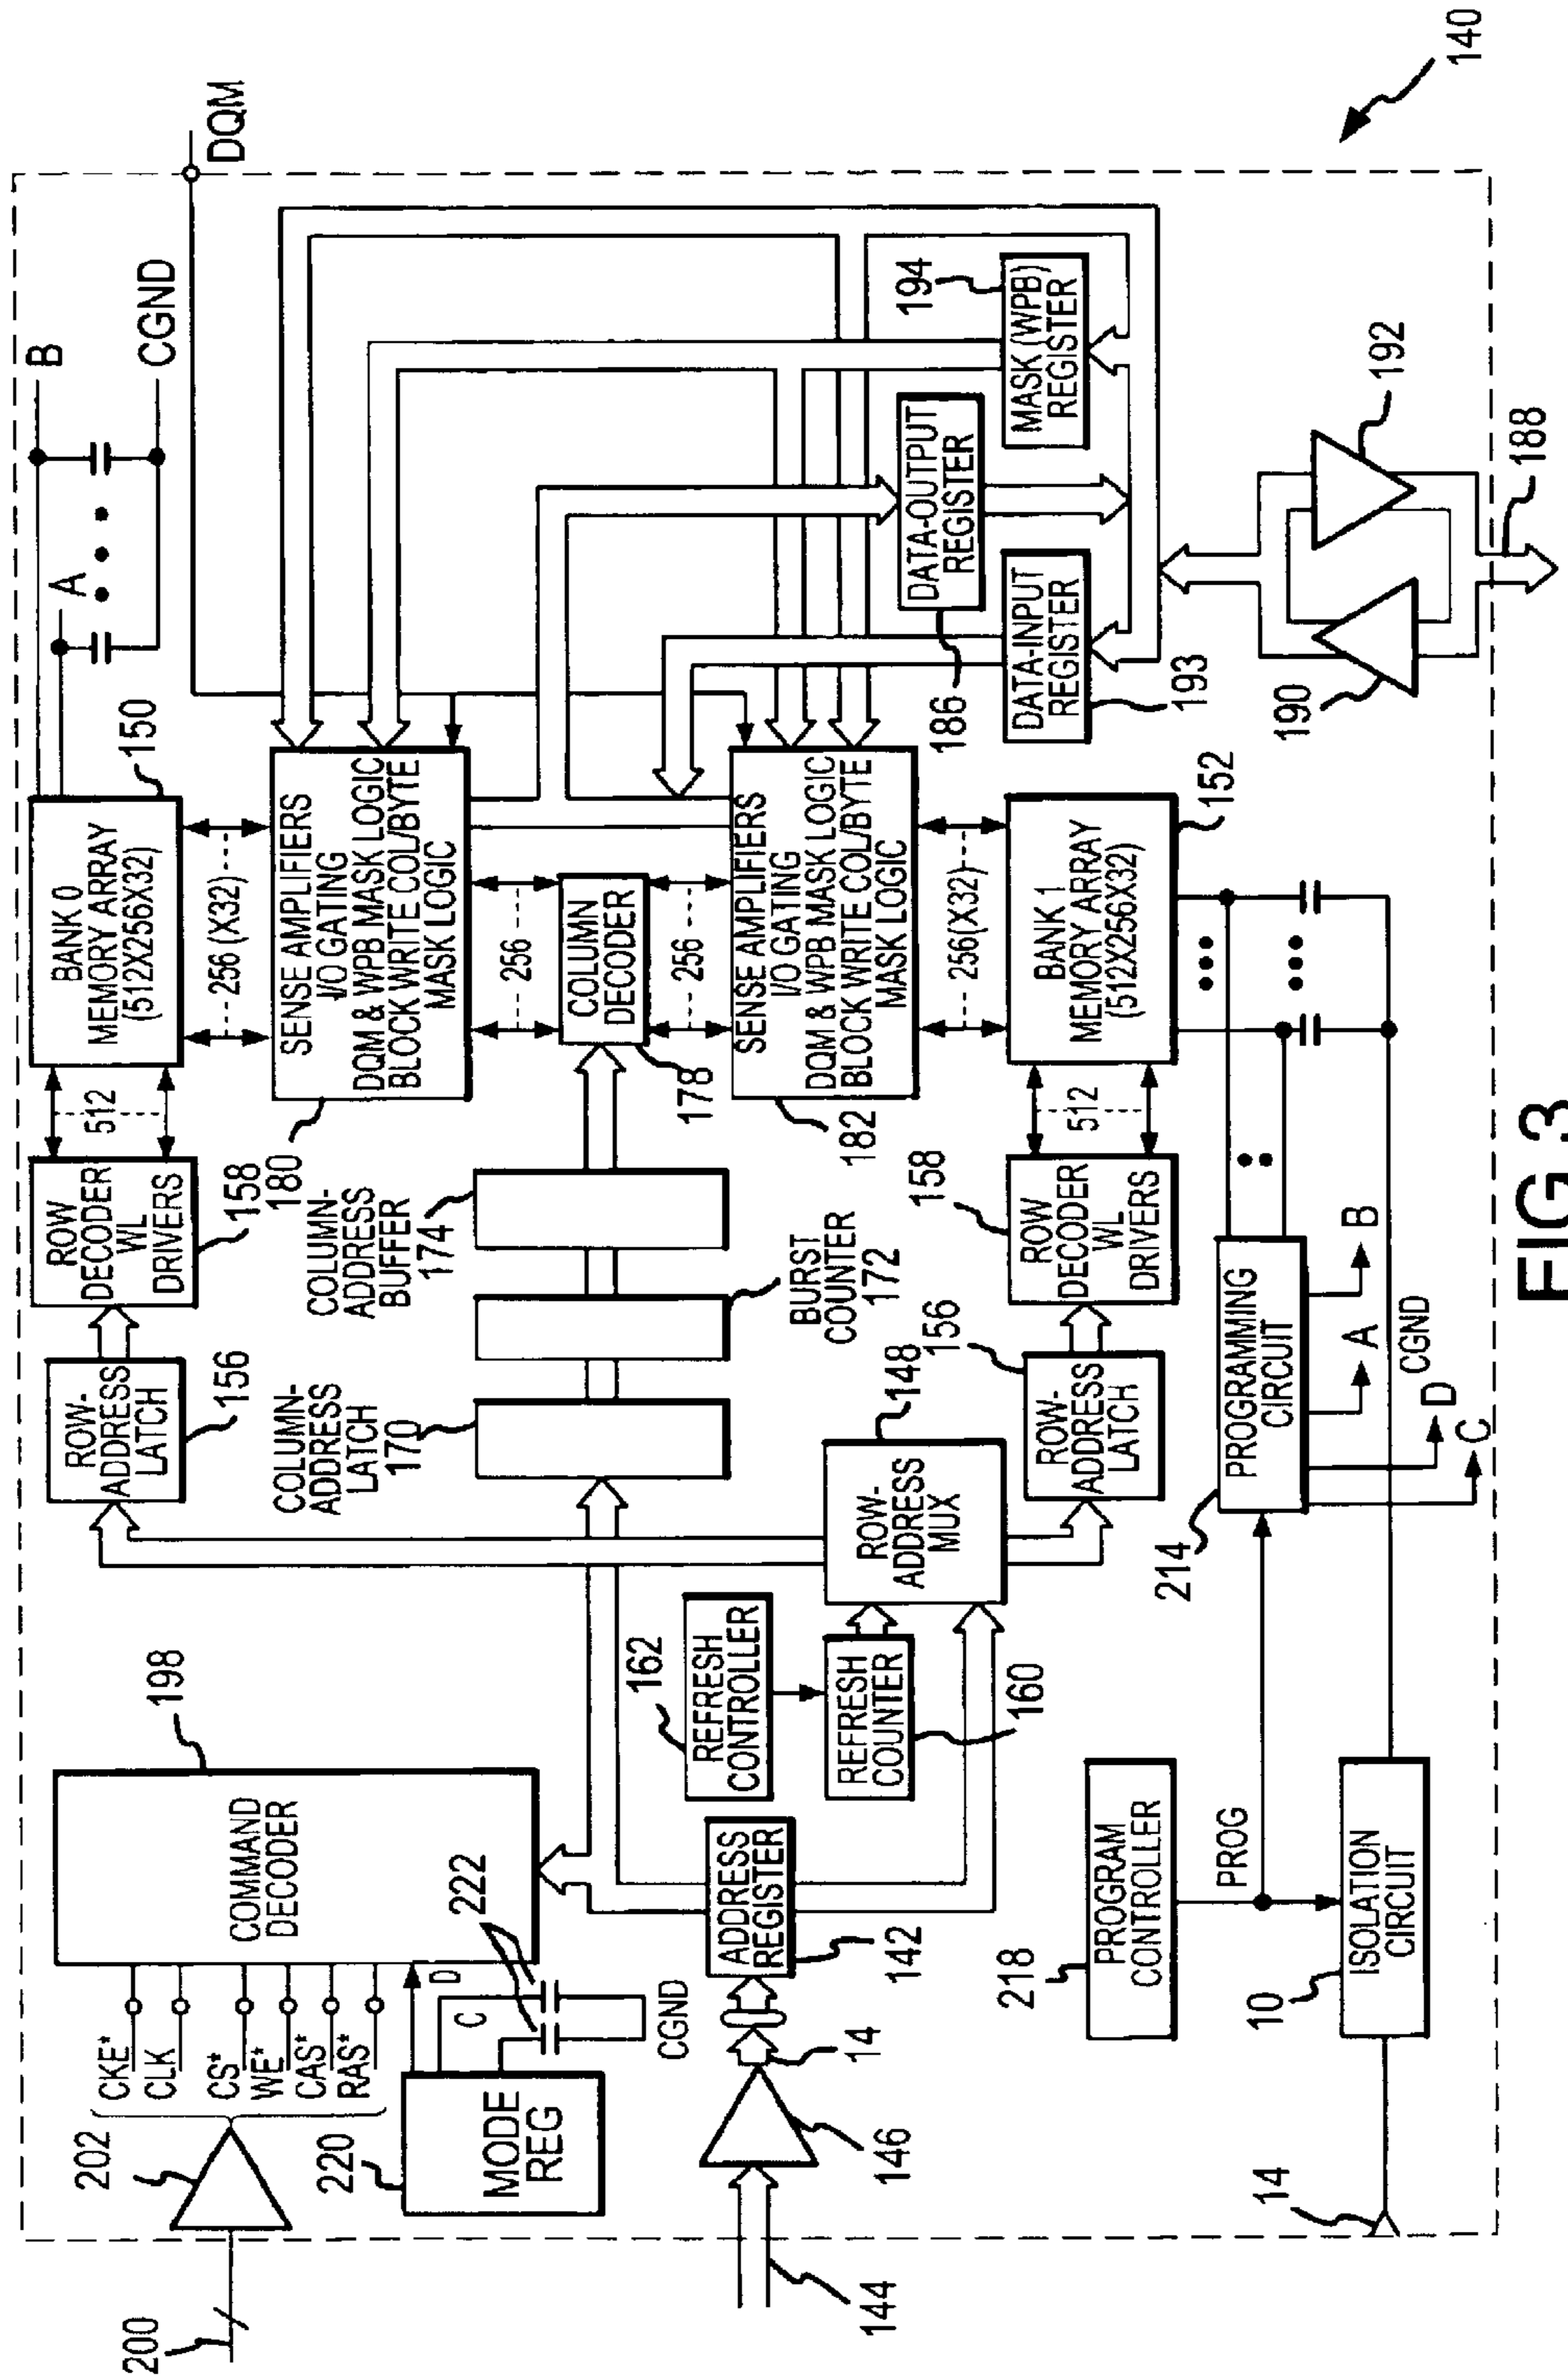 200
202
CKE*
CLK
CS*
WE*
CAS*
RAS*
COMMAND
DECODER
198
220
MODE
REG
C
D
222
CGND
144
146
14
ADDRESS
REGISTER
142
REFRESH
CONTROLLER
162
REFRESH
COUNTER
160
ROW-
ADDRESS
MUX
148
ROW-
ADDRESS
LATCH
156
ROW
DECODER
WL
DRIVERS
158
512
BANK 0
MEMORY ARRAY
(512X256X32)
150
A
B
CGND
DQM
256 (X32)
SENSE AMPLIFIERS
I/O GATING
DQM & WPB MASK LOGIC
BLOCK WRITE COL/BYTE
MASK LOGIC
180
COLUMN-
ADDRESS
LATCH
170
BURST
COUNTER
172
COLUMN-
ADDRESS
BUFFER
174
256
COLUMN
DECODER
178
256
SENSE AMPLIFIERS
I/O GATING
DQM & WPB MASK LOGIC
BLOCK WRITE COL/BYTE
MASK LOGIC
182
256(X32)
ROW-
ADDRESS
LATCH
156
ROW
DECODER
WL
DRIVERS
158
512
BANK 1
MEMORY ARRAY
(512X256X32)
152
DATA-OUTPUT
REGISTER
186
DATA-INPUT
REGISTER
193
MASK (WPB)
REGISTER
194
190
192
188
140
14
10
ISOLATION
CIRCUIT
PROGRAM
CONTROLLER
218
PROG
PROGRAMMING
CIRCUIT
214
A
B
CGND
D
C
FIG.3